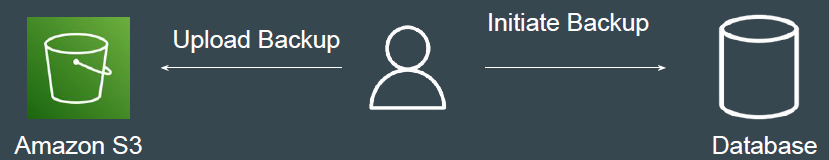 Upload Backup
Initiate Backup
Amazon S3
Database